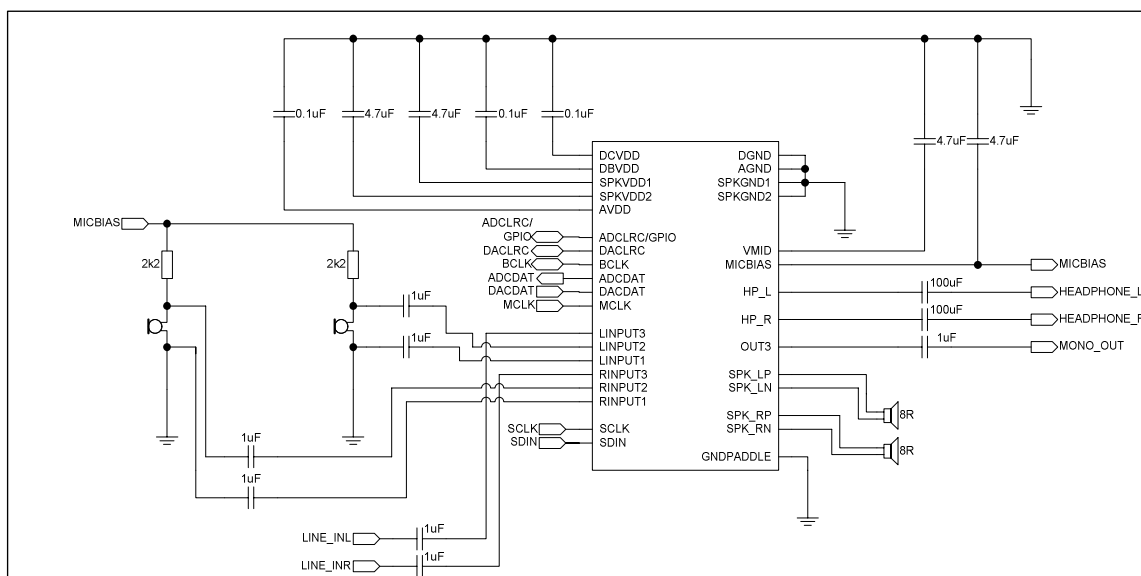 0.1uF 4.7uF 4.7uF 0.1uF 0.1uF
4.7uF 4.7uF
DCVDD DGND
DBVDD AGND
SPKVDD1 SPKGND1
SPKVDD2 SPKGND2
AVDD
MICBIAS
ADCLRC/
GPIO ADCLRC/GPIO
DACLRC DACLRC VMID
BCLK BCLK MICBIAS MICBIAS
2k2 2k2
ADCDAT ADCDAT
100uF
DACDAT DACDAT HP_L HEADPHONE_L
1uF
MCLK MCLK
100uF
HP_R HEADPHONE_R
LINPUT3
1uF
1uF
LINPUT2 OUT3 MONO_OUT
LINPUT1
RINPUT3 SPK_LP
RINPUT2 SPK_LN
RINPUT1
8R
SPK_RP
SCLK SCLK SPK_RN
1uF
SDIN SDIN
8R
GNDPADDLE
1uF
1uF
LINE_INL
1uF
LINE_INR